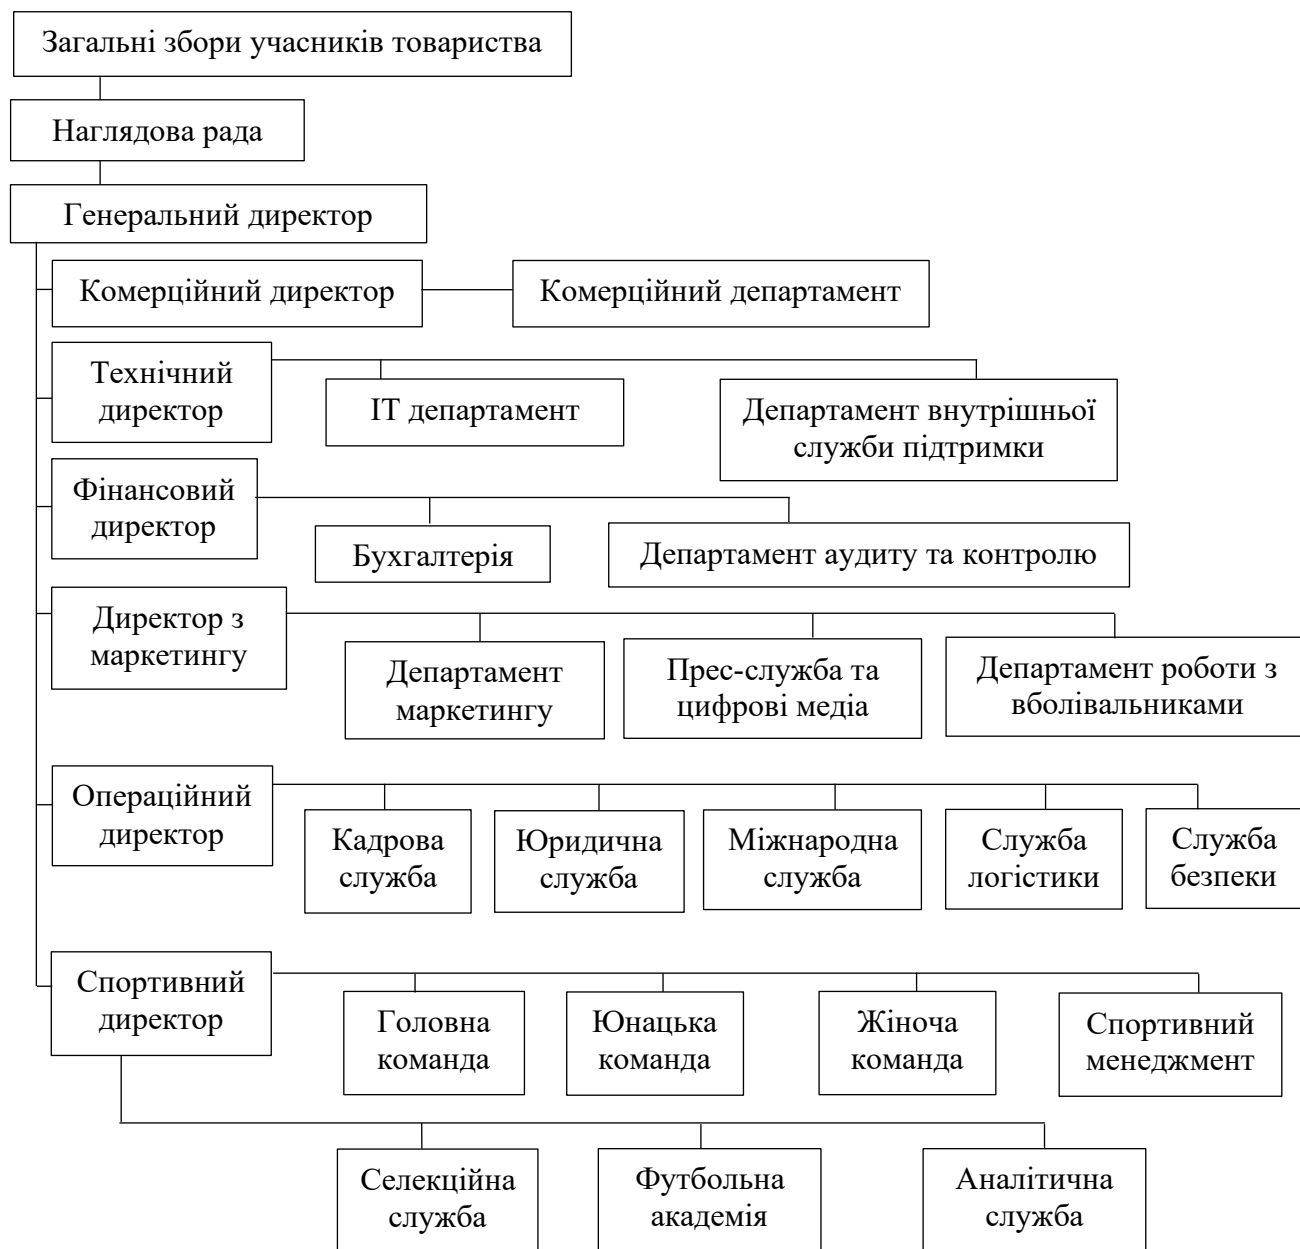 Загальні збори учасників товариства
Наглядова рада
Генеральний директор
Комерційний директор
Комерційний департамент
Технічний
директор
ІТ департамент
Департамент внутрішньої
служби підтримки
Фінансовий
директор
Бухгалтерія
Департамент аудиту та контролю
Директор з
маркетингу
Департамент
маркетингу
Прес-служба та
цифрові медіа
Департамент роботи з
вболівальниками
Операційний
директор
Кадрова
служба
Юридична
служба
Міжнародна
служба
Служба
логістики
Служба
безпеки
Спортивний
директор
Головна
команда
Юнацька
команда
Жіноча
команда
Спортивний
менеджмент
Селекційна
служба
Футбольна
академія
Аналітична
служба